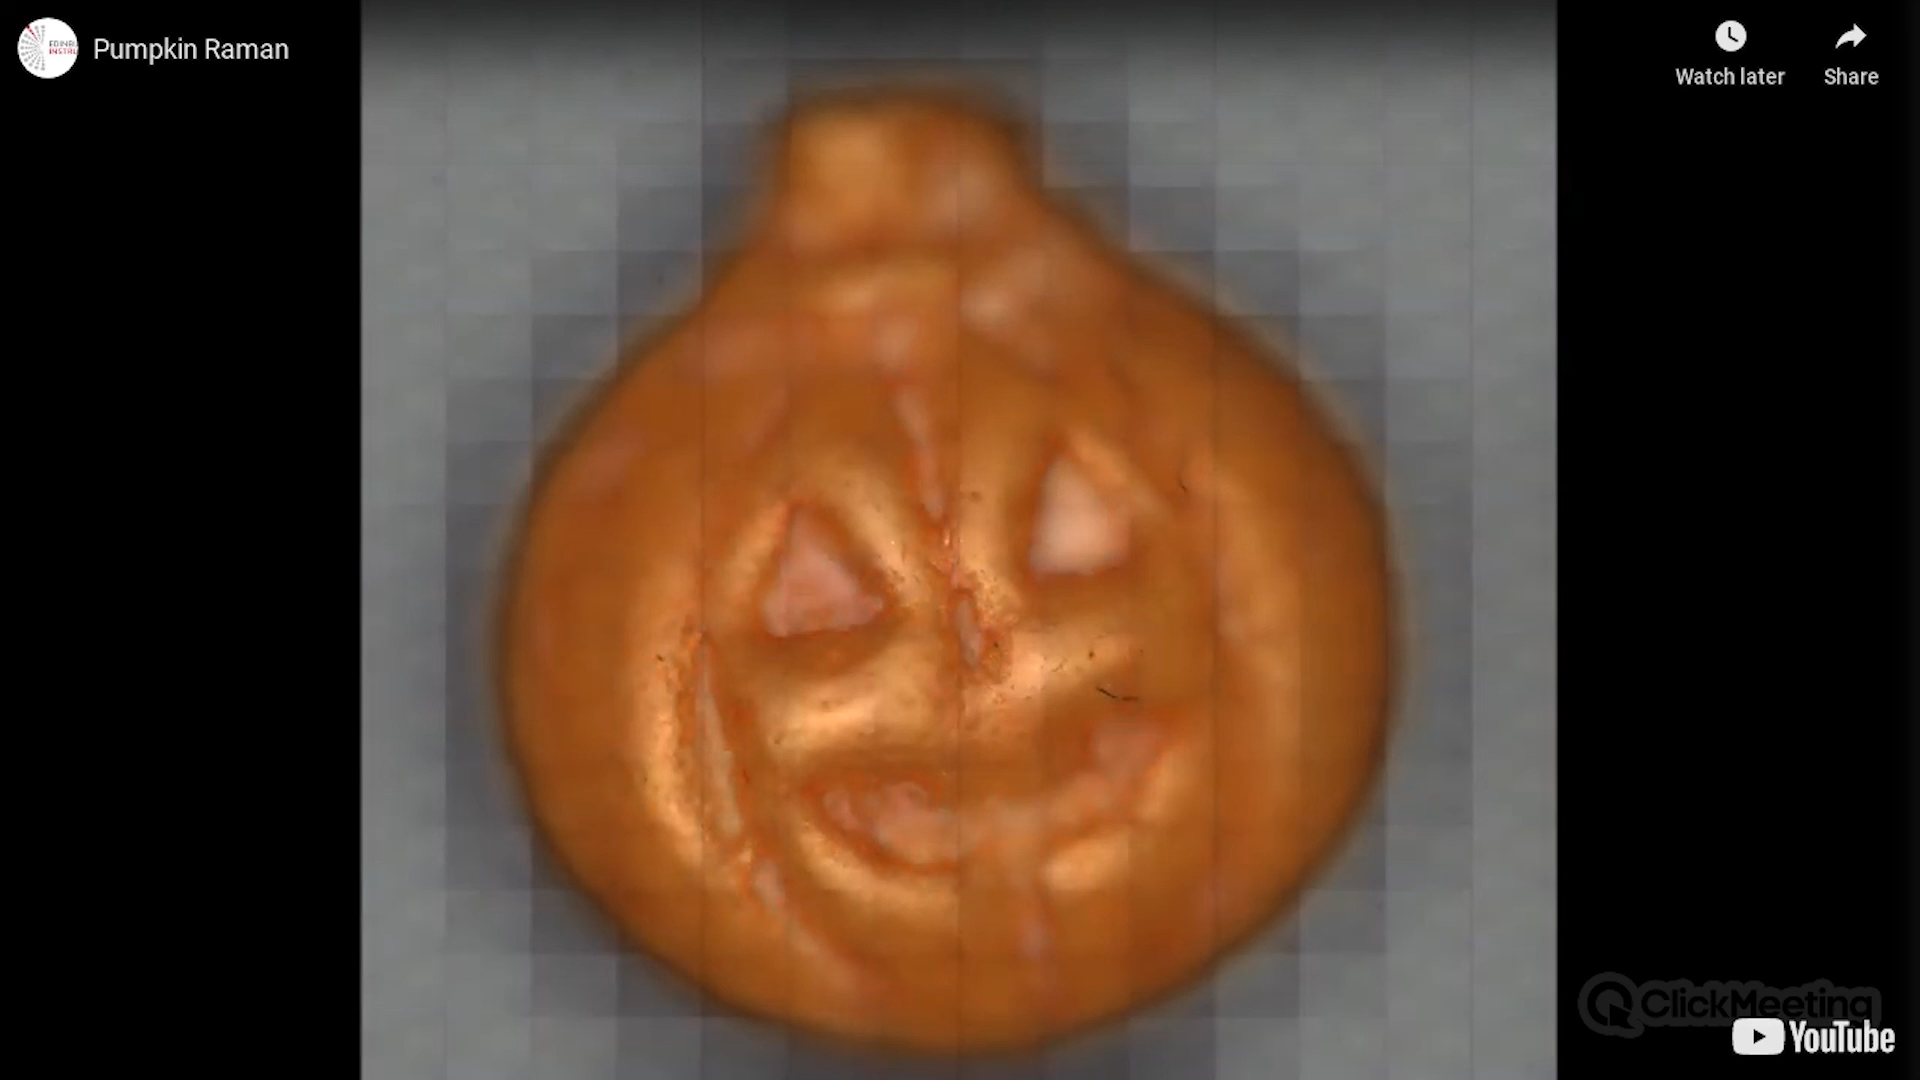 Pumpkin Raman
Watch later
Share
ClickMeeting
YouTube